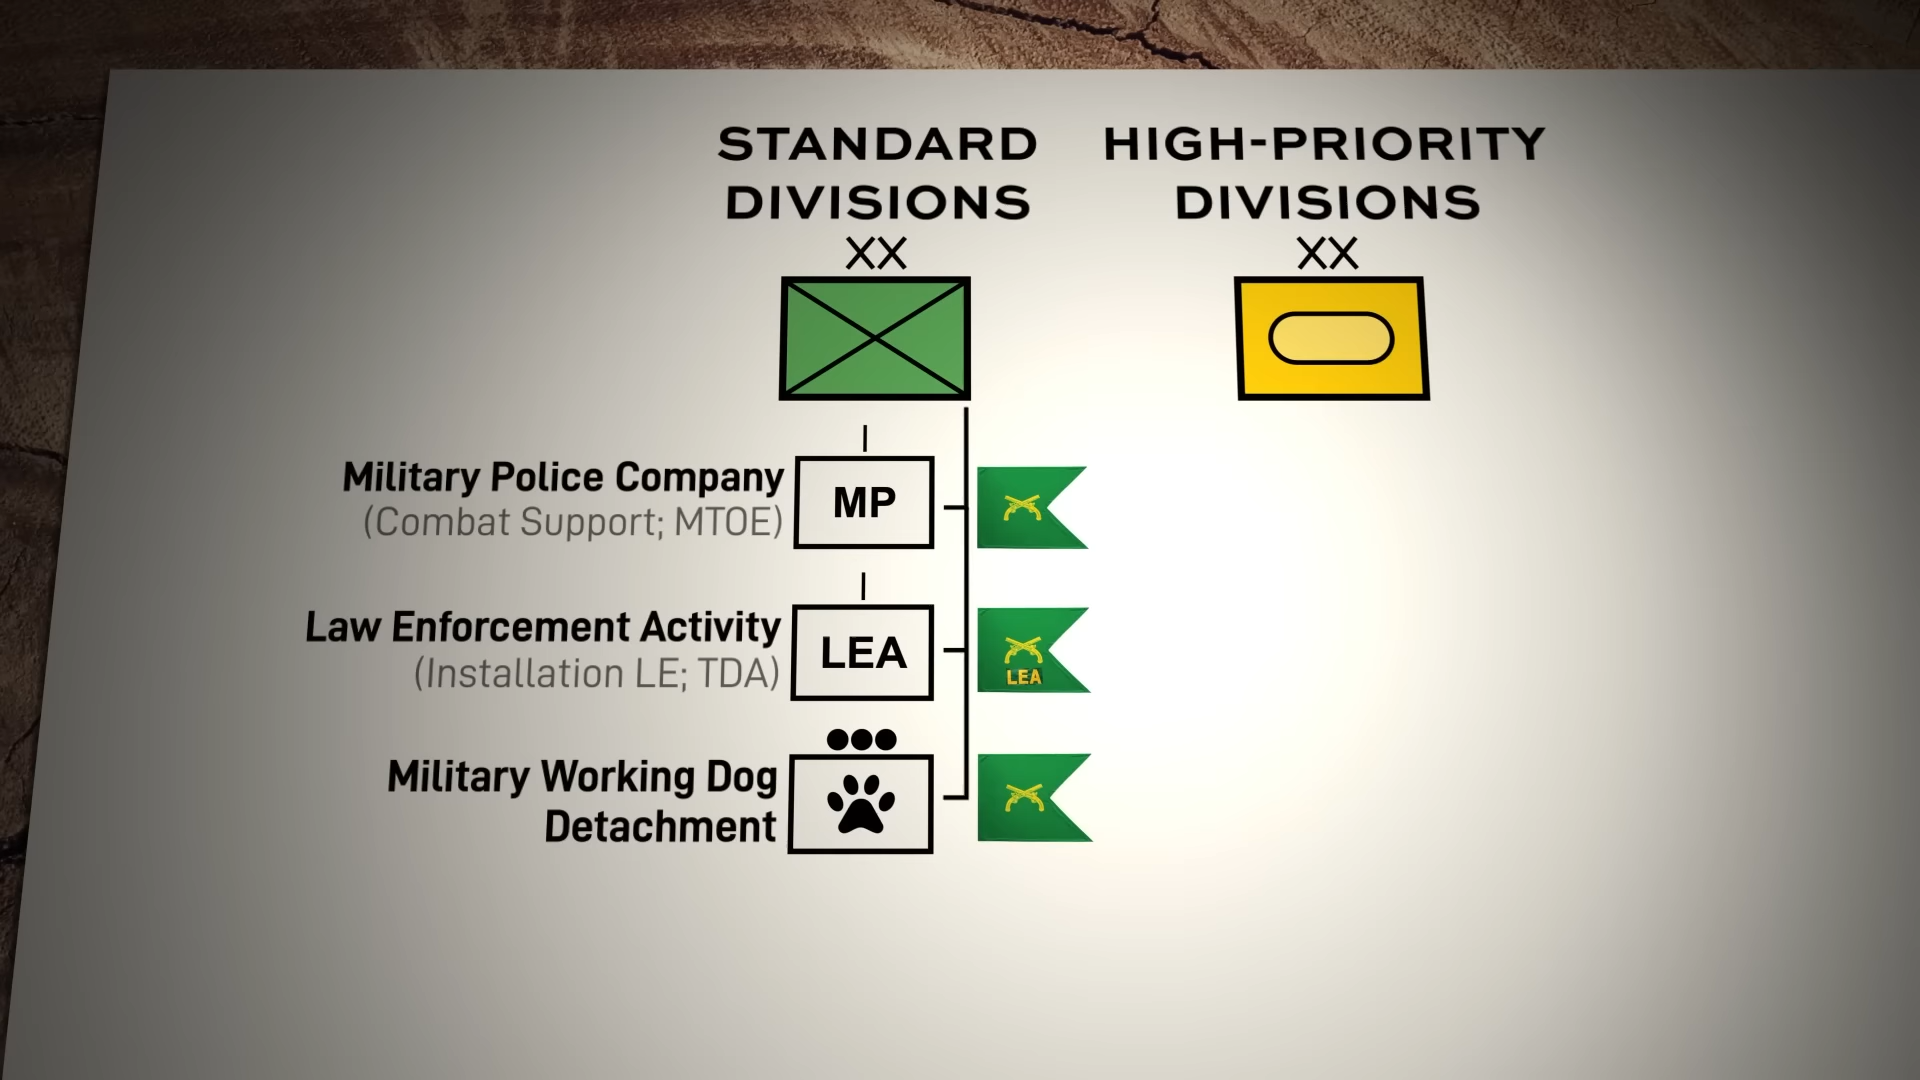 STANDARD
DIVISIONS
XX
HIGH-PRIORITY
DIVISIONS
XX
Military Police Company
(Combat Support; MTOE)
MP
Law Enforcement Activity
(Installation LE; TDA)
LEA
LEA
Military Working Dog
Detachment